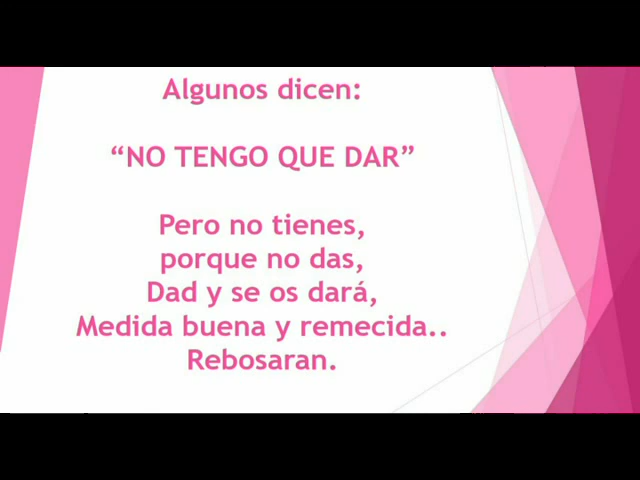 Algunos dicen:
“NO TENGO QUE DAR”
Pero no tienes,
porque no das,
Dad y se os dará,
Medida buena y remecida..
Rebosaran.